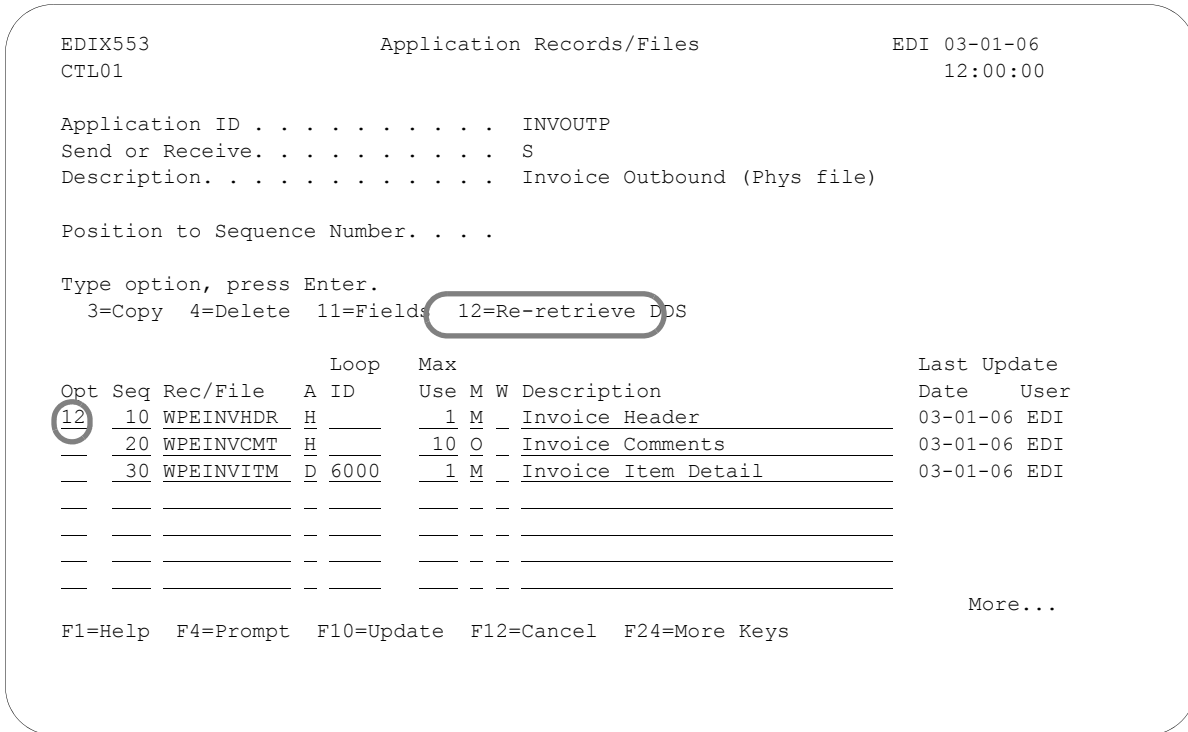 EDIX553 Application Records/Files EDI 03-01-06
CTL01 12:00:00
Application ID . . . . . . . . . . INVOUTP
Send or Receive. . . . . . . . . . S
Description. . . . . . . . . . . . Invoice Outbound (Phys file)
Position to Sequence Number. . . .
Type option, press Enter.
3=Copy 4=Delete 11=Fields 12=Re-retrieve DDS
Loop Max Last Update
Opt Seq Rec/File A ID Use M W Description Date User
12 10 WPEINVHDR H 1 M Invoice Header 03-01-06 EDI
20 WPEINVCMT H 10 O Invoice Comments 03-01-06 EDI
30 WPEINVITM D 6000 1 M Invoice Item Detail 03-01-06 EDI
More...
F1=Help F4=Prompt F10=Update F12=Cancel F24=More Keys